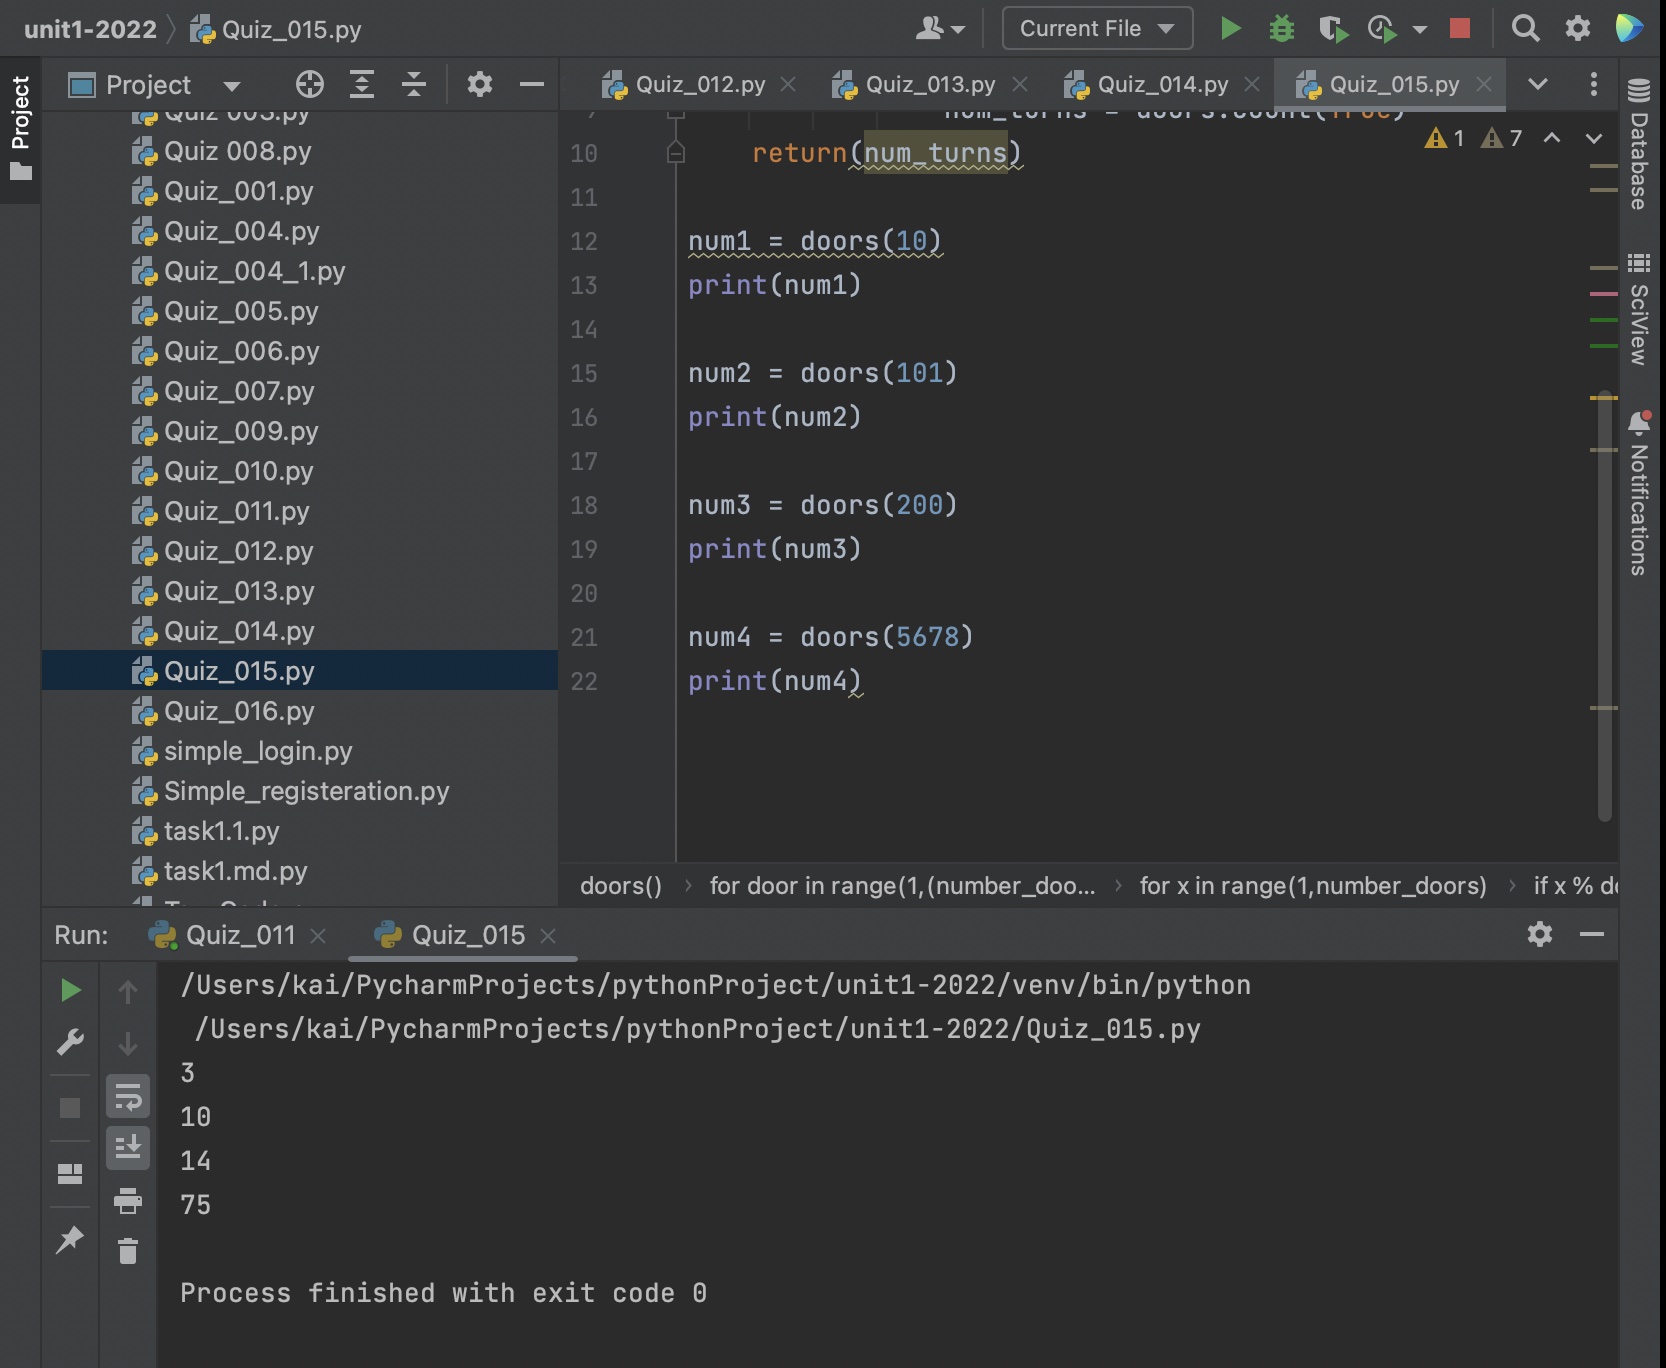 unit1-2022
Quiz_015.py
Current File
Project
Project
Quiz_012.py
Quiz_013.py
Quiz_014.py
Quiz_015.py
Quiz 008.py
Quiz_001.py
Quiz_004.py
Quiz_004_1.py
Quiz_005.py
Quiz_006.py
Quiz_007.py
Quiz_009.py
Quiz_010.py
Quiz_011.py
Quiz_012.py
Quiz_013.py
Quiz_014.py
Quiz_015.py
Quiz_016.py
simple_login.py
Simple_registeration.py
task1.1.py
task1.md.py
num_turns = doors.count(True)
10 return(num_turns)
1 7
11
12 num1 = doors(10)
13 print(num1)
14
15 num2 = doors(101)
16 print(num2)
17
18 num3 = doors(200)
19 print(num3)
20
21 num4 = doors(5678)
22 print(num4)
doors() › for door in range(1,(number_doo... › for x in range(1,number_doors) › if x % do
Database
SciView
Notifications
Run:
Quiz_011
Quiz_015
/Users/kai/PycharmProjects/pythonProject/unit1-2022/venv/bin/python
/Users/kai/PycharmProjects/pythonProject/unit1-2022/Quiz_015.py
3
10
14
75
Process finished with exit code 0